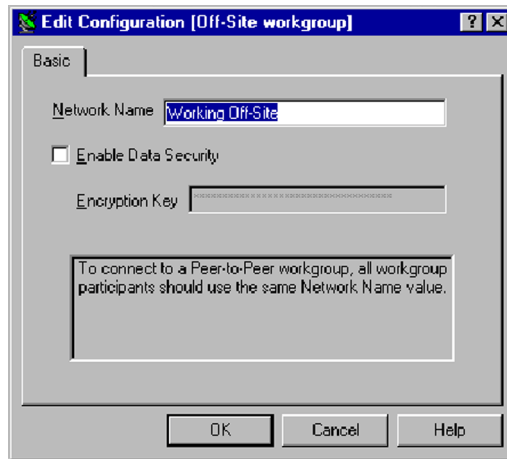 Edit Configuration [Off-Site workgroup]
Basic
Network Name Working Off-Site
Enable Data Security
Encryption Key **********************************
To connect to a Peer-to-Peer workgroup, all workgroup
participants should use the same Network Name value.
OK Cancel Help